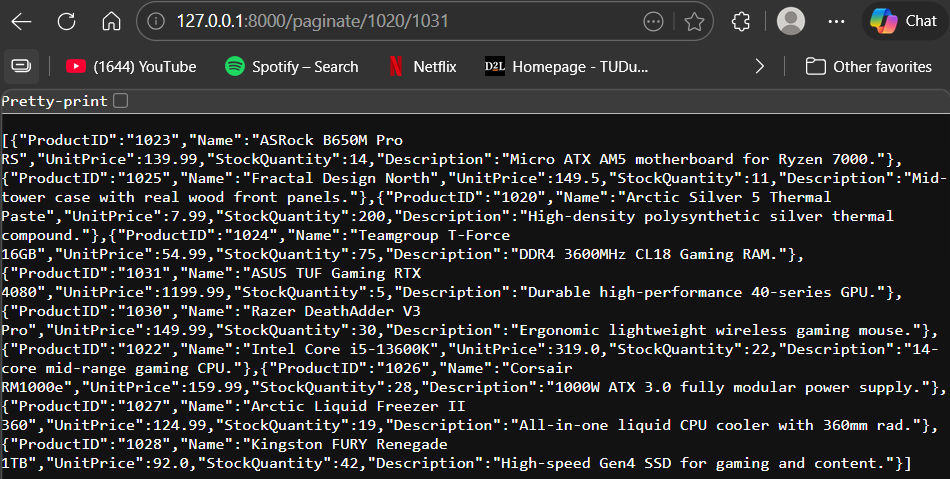 127.0.0.1:8000/paginate/1020/1031
Chat
(1644) YouTube
Spotify – Search
Netflix
D2L
Homepage - TUDu...
Other favorites
Pretty-print
[{"ProductID":"1023","Name":"ASRock B650M Pro
RS","UnitPrice":139.99,"StockQuantity":14,"Description":"Micro ATX AM5 motherboard for Ryzen 7000."},
{"ProductID":"1025","Name":"Fractal Design North","UnitPrice":149.5,"StockQuantity":11,"Description":"Mid-
tower case with real wood front panels."},{"ProductID":"1020","Name":"Arctic Silver 5 Thermal
Paste","UnitPrice":7.99,"StockQuantity":200,"Description":"High-density polysynthetic silver thermal
compound."},{"ProductID":"1024","Name":"Teamgroup T-Force
16GB","UnitPrice":54.99,"StockQuantity":75,"Description":"DDR4 3600MHz CL18 Gaming RAM."},
{"ProductID":"1031","Name":"ASUS TUF Gaming RTX
4080","UnitPrice":1199.99,"StockQuantity":5,"Description":"Durable high-performance 40-series GPU."},
{"ProductID":"1030","Name":"Razer DeathAdder V3
Pro","UnitPrice":149.99,"StockQuantity":30,"Description":"Ergonomic lightweight wireless gaming mouse."},
{"ProductID":"1022","Name":"Intel Core i5-13600K","UnitPrice":319.0,"StockQuantity":22,"Description":"14-
core mid-range gaming CPU."},{"ProductID":"1026","Name":"Corsair
RM1000e","UnitPrice":159.99,"StockQuantity":28,"Description":"1000W ATX 3.0 fully modular power supply."},
{"ProductID":"1027","Name":"Arctic Liquid Freezer II
360","UnitPrice":124.99,"StockQuantity":19,"Description":"All-in-one liquid CPU cooler with 360mm rad."},
{"ProductID":"1028","Name":"Kingston FURY Renegade
1TB","UnitPrice":92.0,"StockQuantity":42,"Description":"High-speed Gen4 SSD for gaming and content."}]